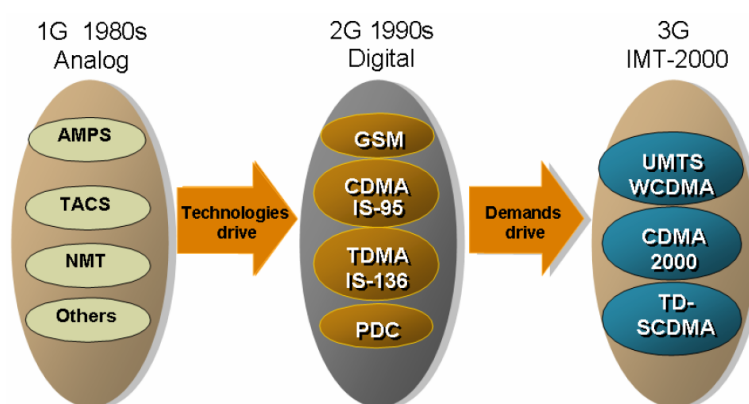 1G 1980s
Analog
AMPS
TACS
NMT
Others
Technologies
drive
2G 1990s
Digital
GSM
CDMA
IS-95
TDMA
IS-136
PDC
Demands
drive
3G
IMT-2000
UMTS
WCDMA
CDMA
2000
TD-
SCDMA